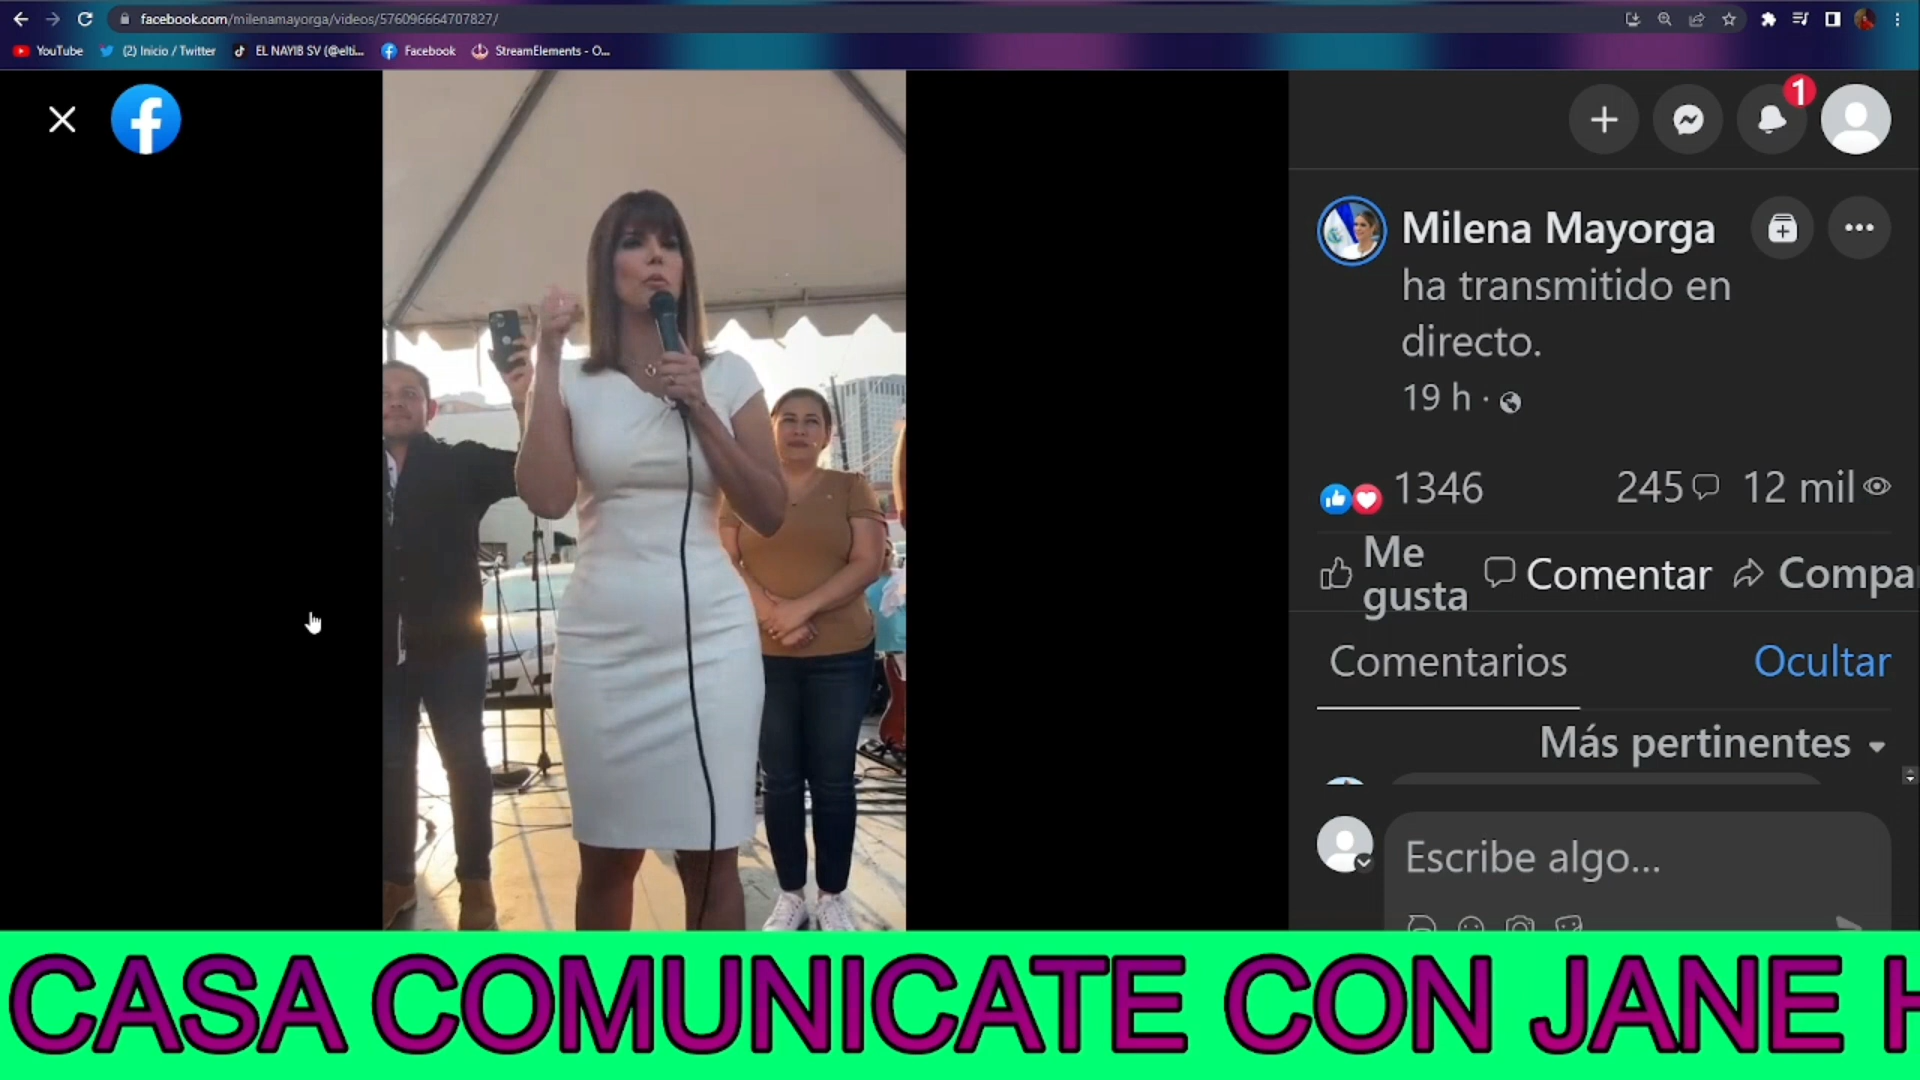 facebook.com/milenamayorga/videos/576096664707827/
YouTube
(2) Inicio / Twitter
EL NAYIB SV (@elti...
Facebook
StreamElements - O...
1
Milena Mayorga
ha transmitido en
directo.
19 h ·
1346
245
12 mil
Me
gusta
Comentar
Compa
Comentarios
Ocultar
Más pertinentes
Escribe algo...
CASA COMUNICATE CON JANE H